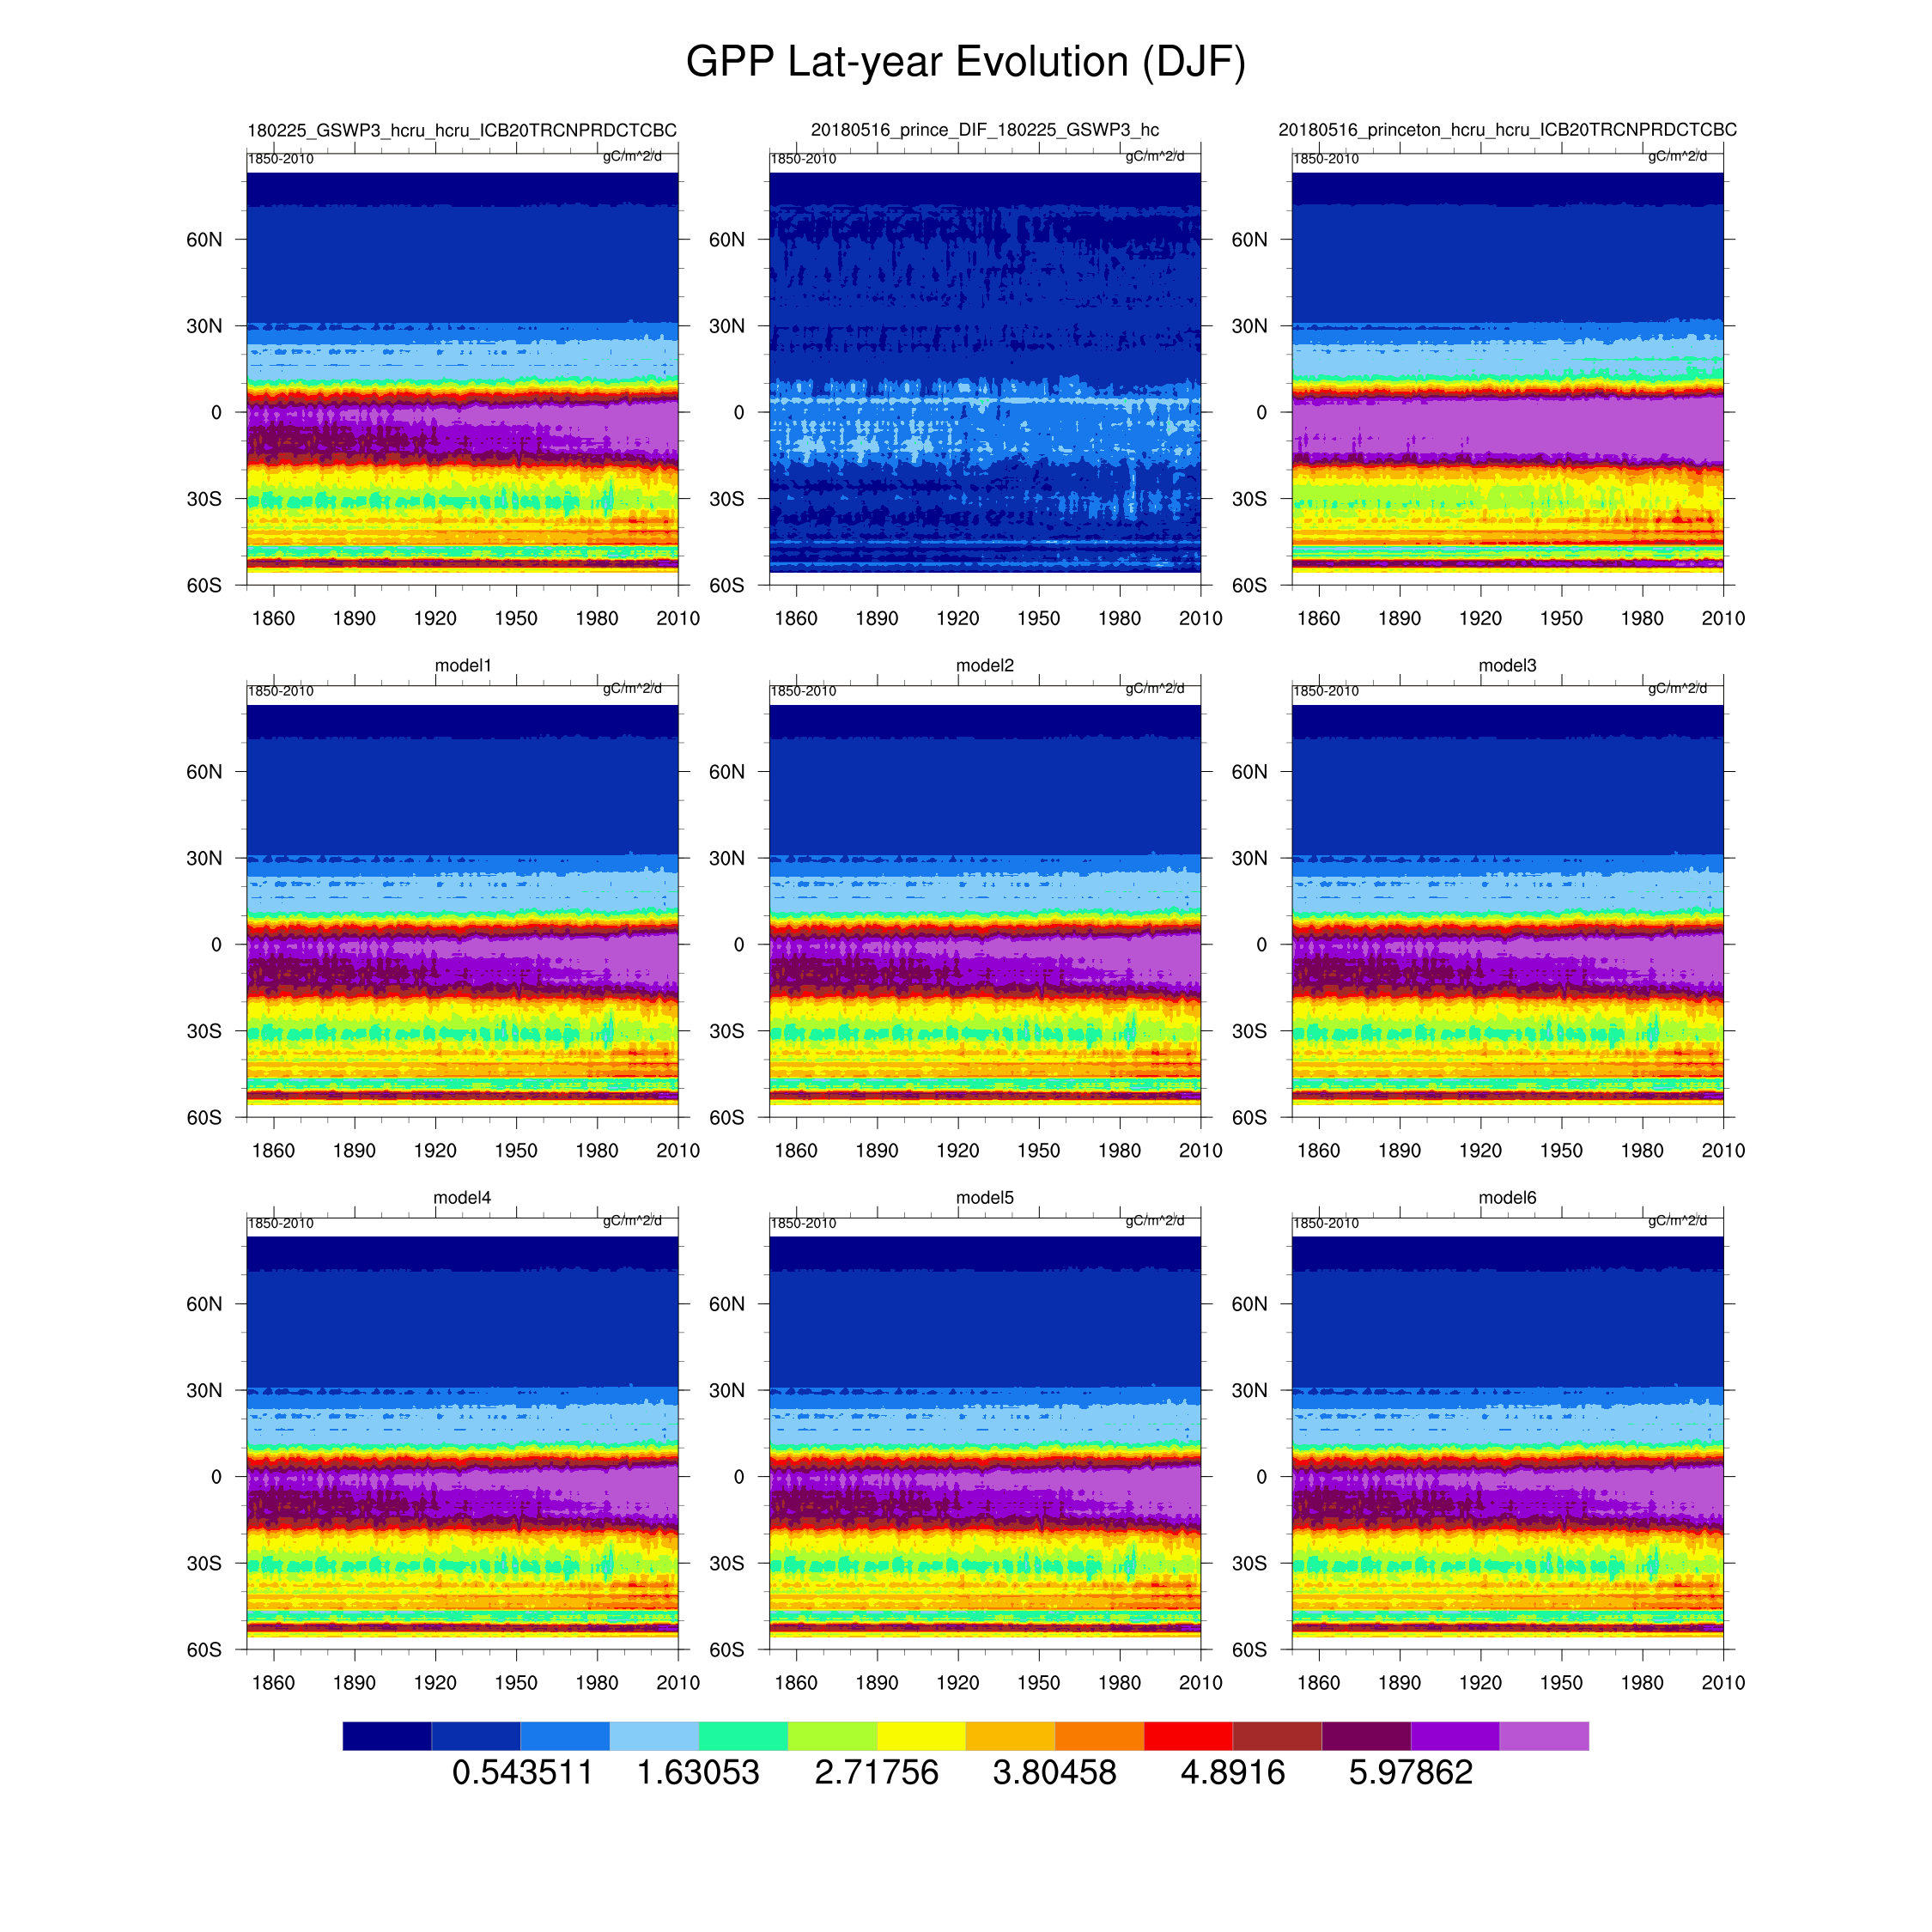 GPP Lat-year Evolution (DJF)
180225_GSWP3_hcru_hcru_ICB20TRCNPRDCTCBC 20180516_prince_DIF_180225_GSWP3_hc 20180516_princeton_hcru_hcru_ICB20TRCNPRDCTCBC
1850-2010 gC/m^2/d 1850-2010 gC/m^2/d 1850-2010 gC/m^2/d
60N 60N 60N
30N 30N 30N
0 0 0
30S 30S 30S
60S 60S 60S
1860 1890 1920 1950 1980 2010 1860 1890 1920 1950 1980 2010 1860 1890 1920 1950 1980 2010
model1 model2 model3
1850-2010 gC/m^2/d 1850-2010 gC/m^2/d 1850-2010 gC/m^2/d
60N 60N 60N
30N 30N 30N
0 0 0
30S 30S 30S
60S 60S 60S
1860 1890 1920 1950 1980 2010 1860 1890 1920 1950 1980 2010 1860 1890 1920 1950 1980 2010
model4 model5 model6
1850-2010 gC/m^2/d 1850-2010 gC/m^2/d 1850-2010 gC/m^2/d
60N 60N 60N
30N 30N 30N
0 0 0
30S 30S 30S
60S 60S 60S
1860 1890 1920 1950 1980 2010 1860 1890 1920 1950 1980 2010 1860 1890 1920 1950 1980 2010
0.543511 1.63053 2.71756 3.80458 4.8916 5.97862